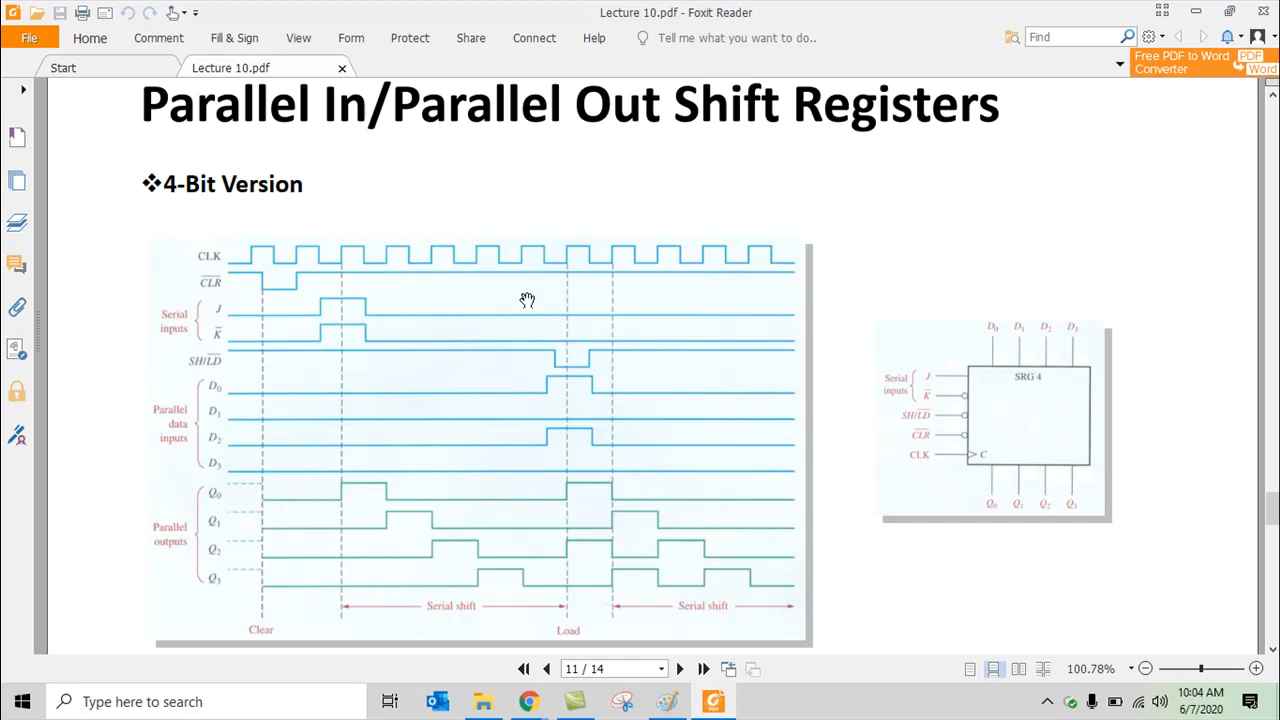 Lecture 10.pdf - Foxit Reader
File Home Comment Fill & Sign View Form Protect Share Connect Help Tell me what you want to do.. Find
Start Lecture 10.pdf
Free PDF to Word Converter
PDF
Word
Parallel In/Parallel Out Shift Registers
❖4-Bit Version
CLK
CLR
Serial inputs
J
K
SH/LD
Parallel data inputs
D0
D1
D2
D3
Parallel outputs
Q0
Q1
Q2
Q3
Serial shift Serial shift
Clear Load
D0 D1 D2 D3
SRG 4
Serial inputs
J
K
SH/LD
CLR
CLK C
Q0 Q1 Q2 Q3
11 / 14 100.78%
Type here to search
10:04 AM
6/7/2020